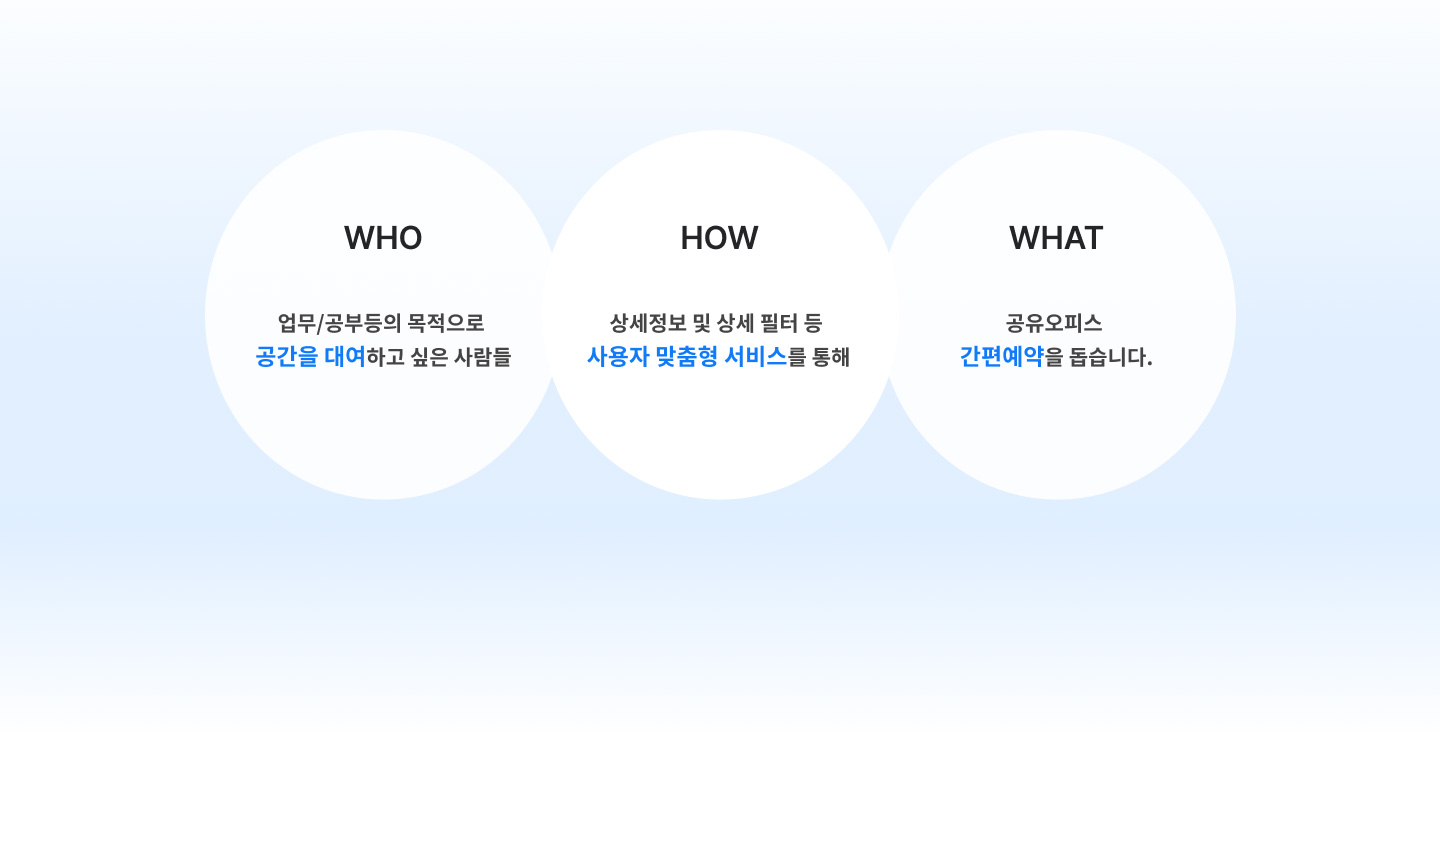 WHO
업무/공부등의 목적으로
공간을 대여하고 싶은 사람들
HOW
상세정보 및 상세 필터 등
사용자 맞춤형 서비스를 통해
WHAT
공유오피스
간편예약을 돕습니다.